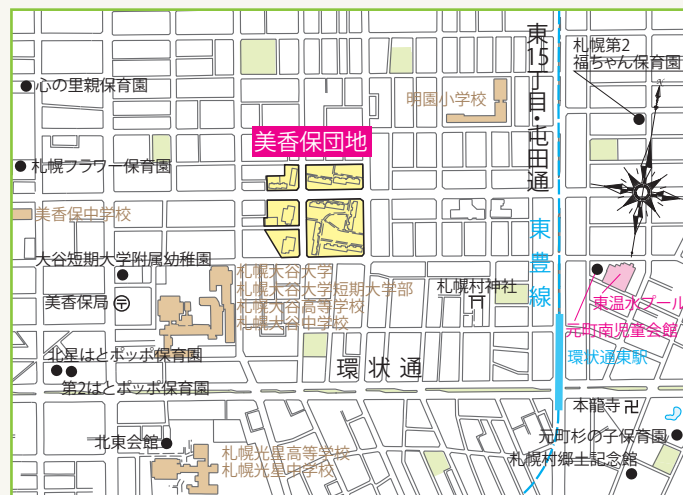 東15丁目・屯田通
札幌第2
福ちゃん保育園
心の里親保育園
明園小学校
N
美香保団地
札幌フラワー保育園
美香保中学校
東豊線
大谷短期大学附属幼稚園
札幌大谷大学
札幌大谷大学短期大学部
札幌大谷高等学校
札幌大谷中学校
札幌村神社
美香保局
東温水プール
元町南児童会館
環状通東駅
北星はとポッポ保育園
環状通
第2はとポッポ保育園
本龍寺
元町杉の子保育園
北東会館
札幌光星高等学校
札幌光星中学校
札幌村郷土記念館